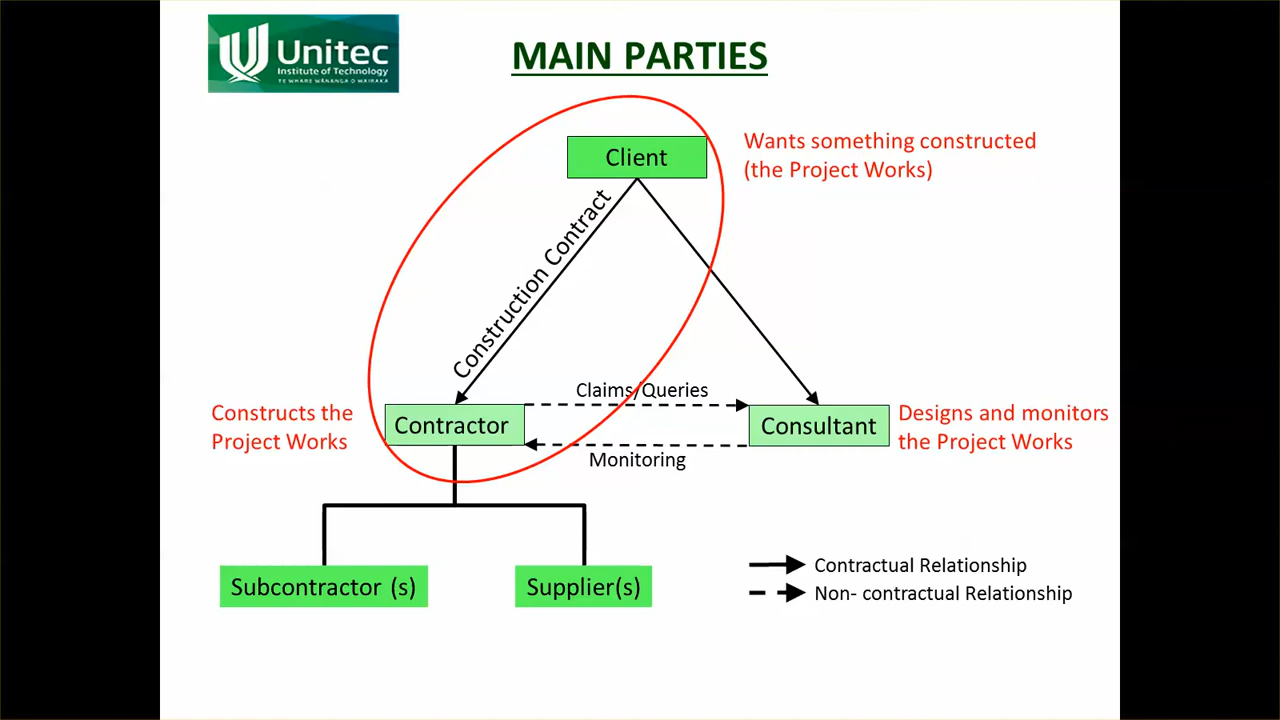 Unitec
Institute of Technology
TE WHARE WĀNANGA O WAIRAKA
MAIN PARTIES
Client
Wants something constructed
(the Project Works)
Construction Contract
Claims/Queries
Constructs the
Project Works
Contractor
Consultant
Designs and monitors
the Project Works
Monitoring
Subcontractor (s)
Supplier(s)
Contractual Relationship
Non- contractual Relationship